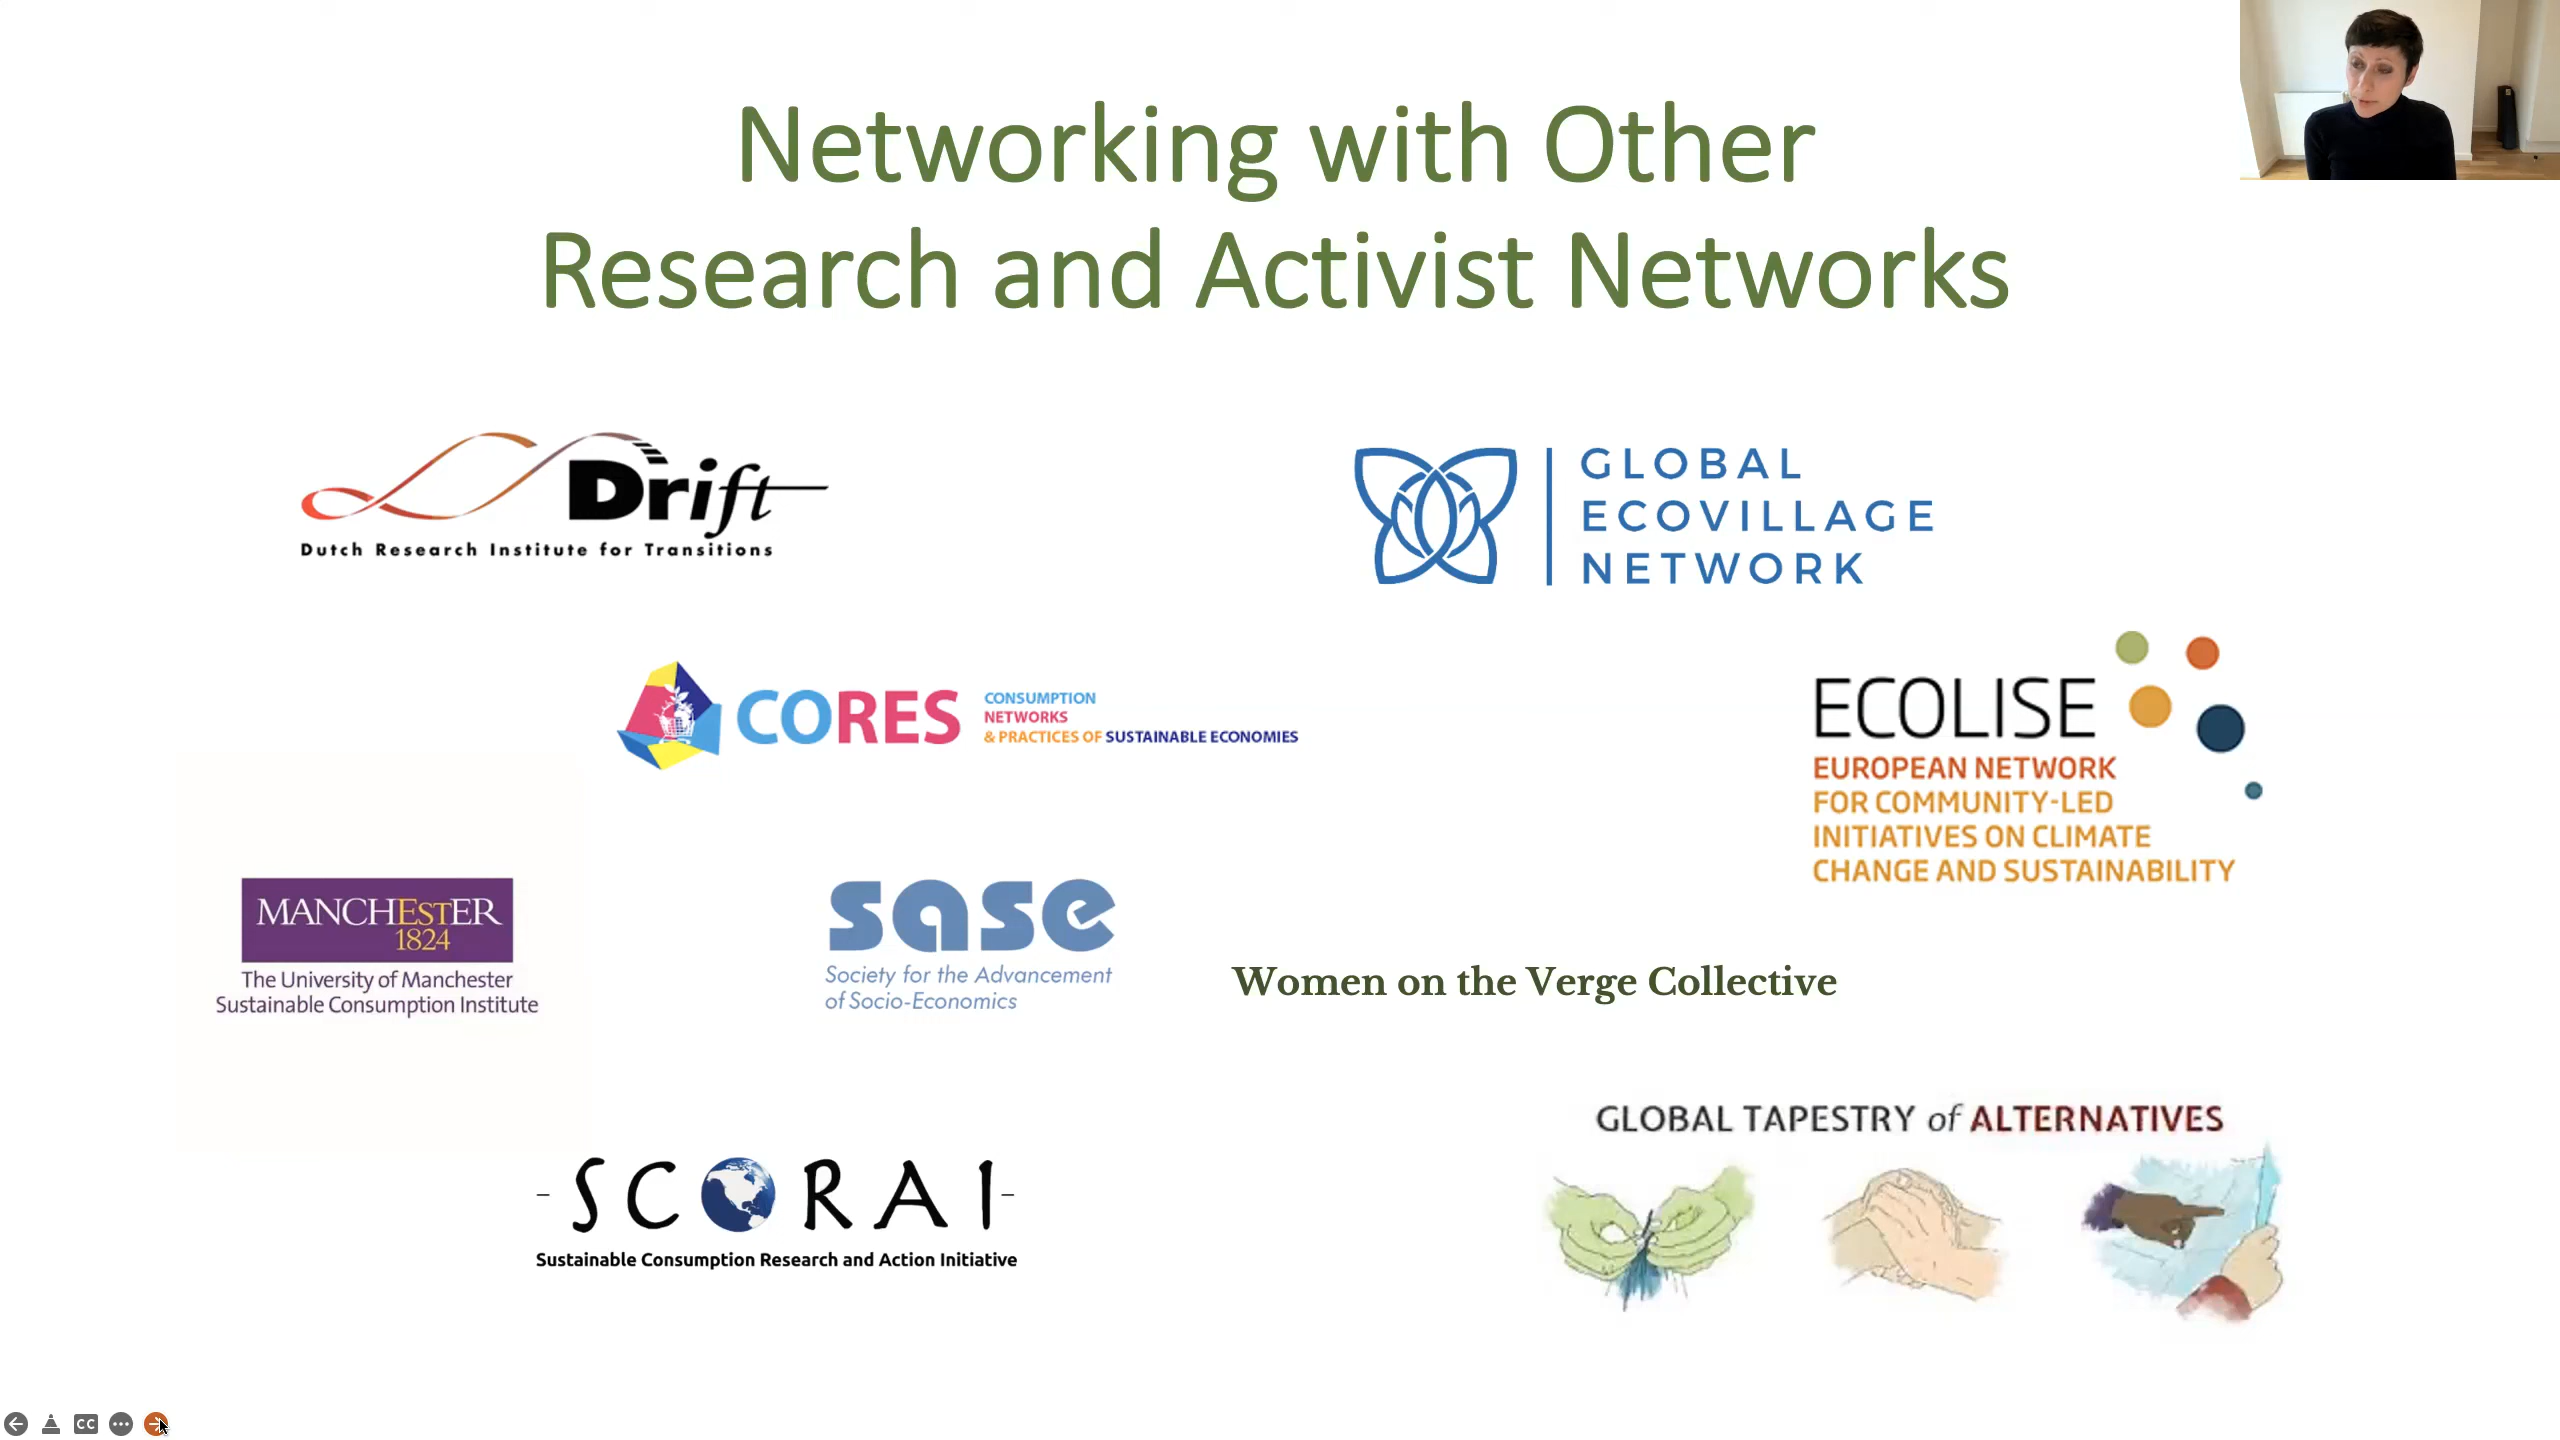 Networking with Other
Research and Activist Networks
Drift
Dutch Research Institute for Transitions
GLOBAL
ECOVILLAGE
NETWORK
CORES
CONSUMPTION
NETWORKS
& PRACTICES OF SUSTAINABLE ECONOMIES
ECOLISE
EUROPEAN NETWORK
FOR COMMUNITY-LED
INITIATIVES ON CLIMATE
CHANGE AND SUSTAINABILITY
MANCHESTER
1824
The University of Manchester
Sustainable Consumption Institute
sase
Society for the Advancement
of Socio-Economics
Women on the Verge Collective
GLOBAL TAPESTRY of ALTERNATIVES
- SCORAI -
Sustainable Consumption Research and Action Initiative
CC